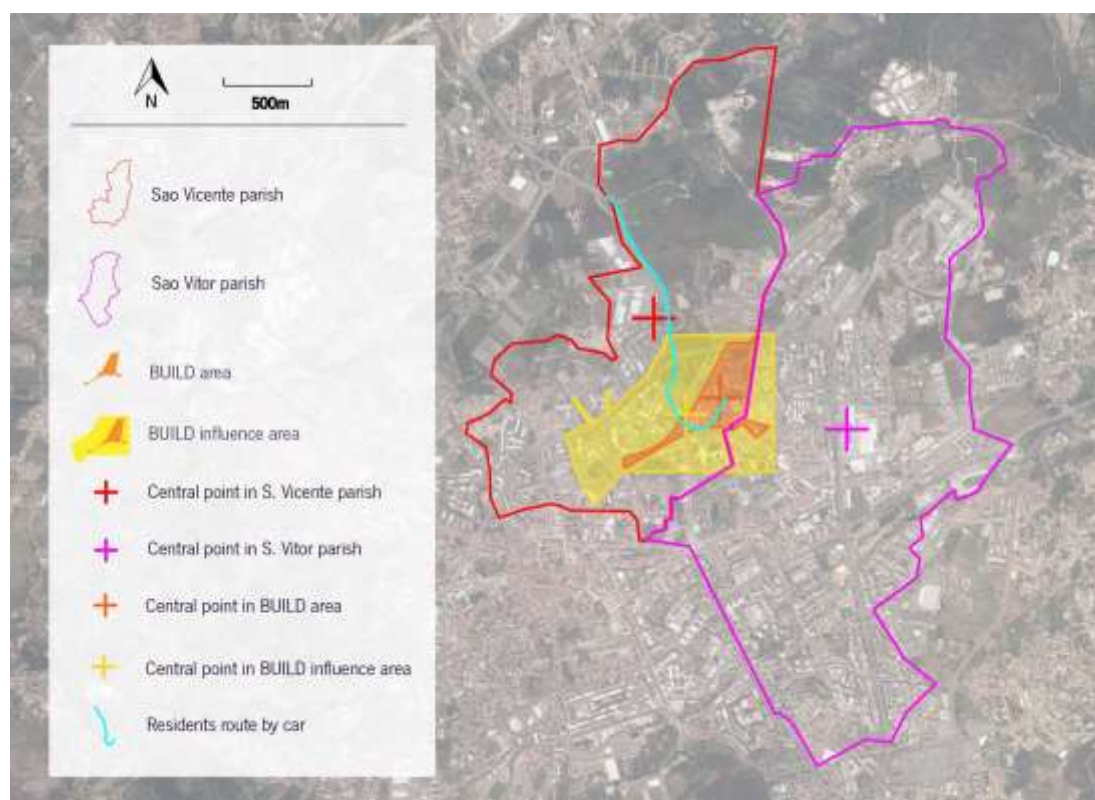 N
500m
Sao Vicente parish
Sao Vitor parish
BUILD area
BUILD influence area
Central point in S. Vicente parish
Central point in S. Vitor parish
Central point in BUILD area
Central point in BUILD influence area
Residents route by car